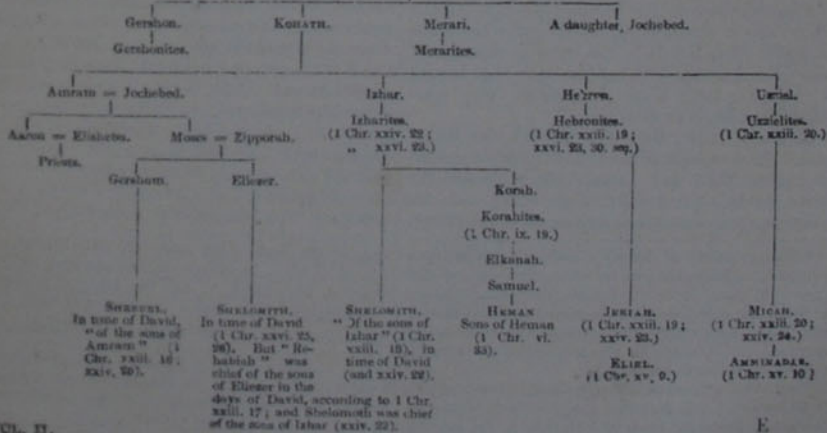 Gershon. KOHATH. Merari. A daughter, Jochebed.
Gershonites. Merarites.
Amram = Jochebed. Izhar. Hebron. Uzziel.
Izharites. Hebronites. Uzzielites.
Aaron = Elisheba. Moses = Zipporah. (1 Chr. xxiv. 22; (1 Chr. xxiii. 19; (1 Chr. xxiii. 20.)
„ xxvi. 23.) xxvi. 23, 30. seq.)
Priests.
Gershom. Eliezer. Korah.
Korahites.
(1 Chr. ix. 19.)
Elkanah.
Samuel.
SHEBUEL. SHELOMITH. SHELOMITH. HEMAN JERIAH. MICAH.
In time of David, In time of David "Of the sons of Sons of Heman (1 Chr. xxiii. 19; (1 Chr. xxiii. 20;
"of the sons of (1 Chr. xxvi. 25, Izhar" (1 Chr. (1 Chr. vi. xxiv. 23.) xxiv. 24.)
Amram" (1 26). But "Re- xxiii. 18), in 33). ELIEL. AMMINADAB.
Chr. xxiii. 16; habiah" was time of David (1 Chr. xv. 9.) (1 Chr. xv. 10)
xxiv. 20). chief of the sons (and xxiv. 22).
of Eliezer in the
days of David, according to 1 Chr.
xxiii. 17; and Shelomoth was chief
of the sons of Izhar (xxiv. 22).
II. E